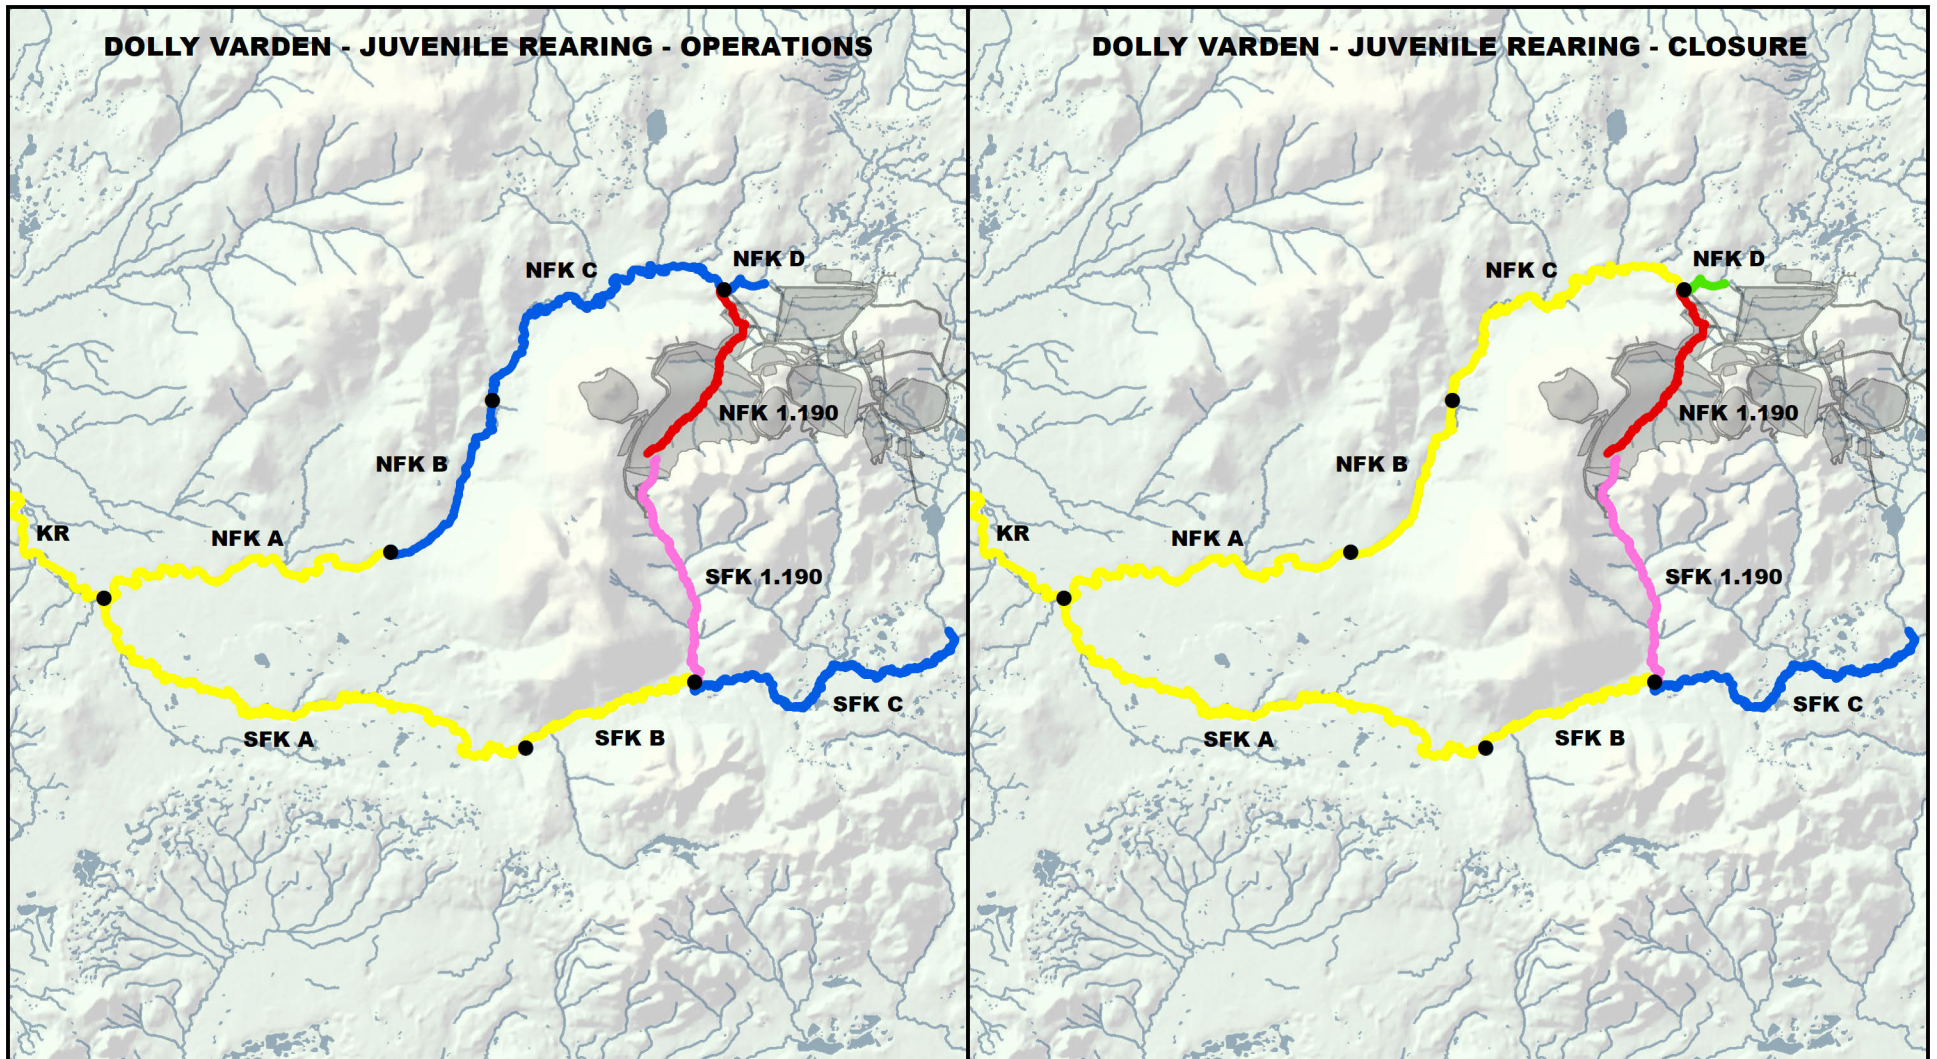 DOLLY VARDEN - JUVENILE REARING - OPERATIONS
NFK D
NFK C
NFK 1.190
NFK B
KR
NFK A
SFK 1.190
SFK C
SFK A
SFK B
DOLLY VARDEN - JUVENILE REARING - CLOSURE
NFK D
NFK C
NFK 1.190
NFK B
KR
NFK A
SFK 1.190
SFK C
SFK A
SFK B